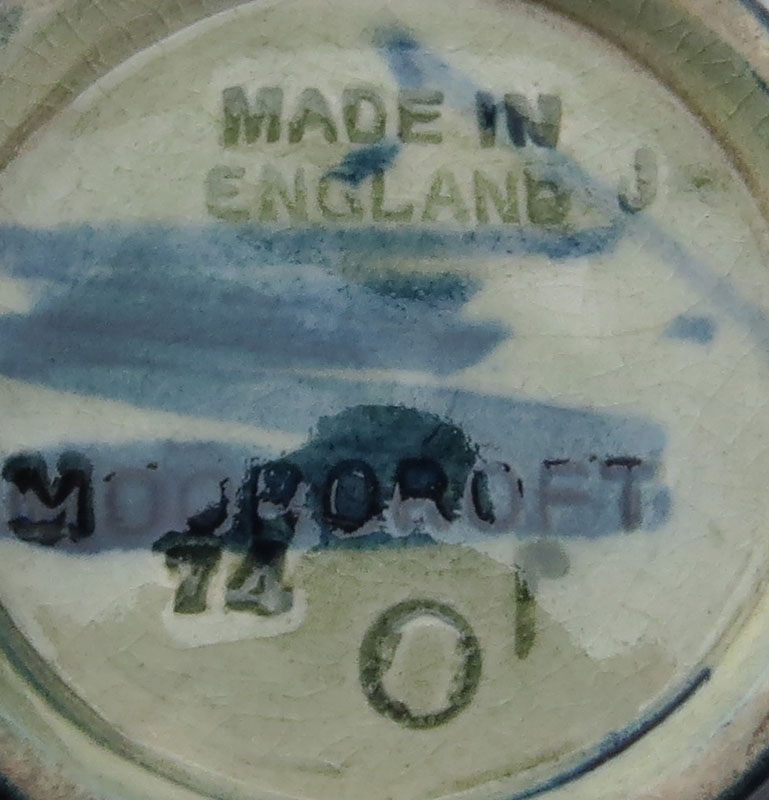 MADE IN
ENGLAND J
MOORCROFT
74
O